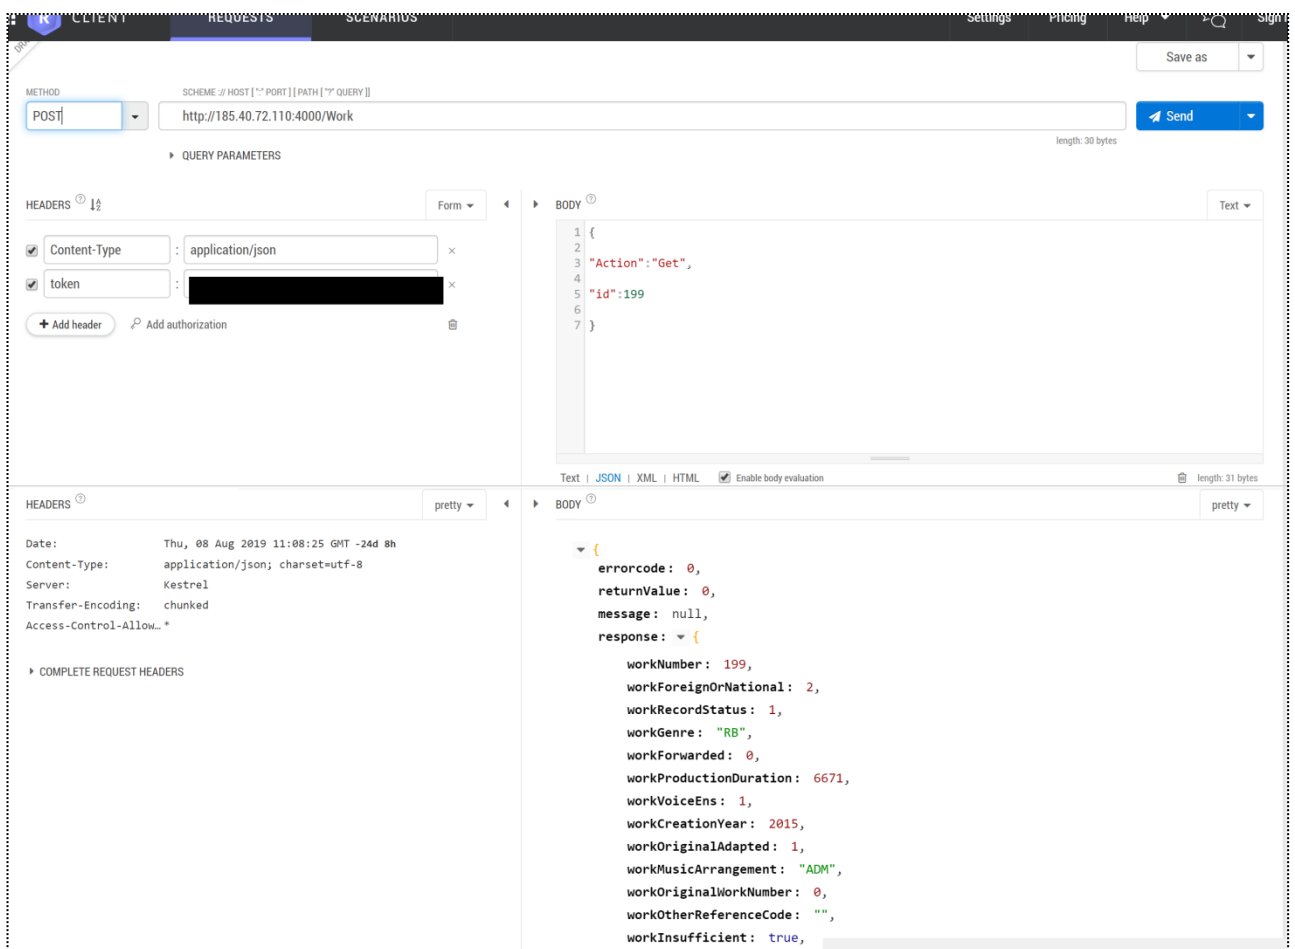 R CLIENT REQUESTS SCENARIOS Settings Pricing Help
Save as
METHOD SCHEME :// HOST [ ":" PORT ] [ PATH [ "?" QUERY ]]
POST http://185.40.72.110:4000/Work Send
length: 30 bytes
QUERY PARAMETERS
HEADERS ? Form BODY ? Text
Content-Type : application/json ×
token : ×
+ Add header Add authorization
1 {
2
3 "Action":"Get",
4
5 "id":199
6
7 }
Text | JSON | XML | HTML Enable body evaluation length: 31 bytes
HEADERS ? pretty BODY ? pretty
Date: Thu, 08 Aug 2019 11:08:25 GMT -24d 8h
Content-Type: application/json; charset=utf-8
Server: Kestrel
Transfer-Encoding: chunked
Access-Control-Allow… *
COMPLETE REQUEST HEADERS
{
errorcode: 0,
returnValue: 0,
message: null,
response: {
workNumber: 199,
workForeignOrNational: 2,
workRecordStatus: 1,
workGenre: "RB",
workForwarded: 0,
workProductionDuration: 6671,
workVoiceEns: 1,
workCreationYear: 2015,
workOriginalAdapted: 1,
workMusicArrangement: "ADM",
workOriginalWorkNumber: 0,
workOtherReferenceCode: "",
workInsufficient: true,